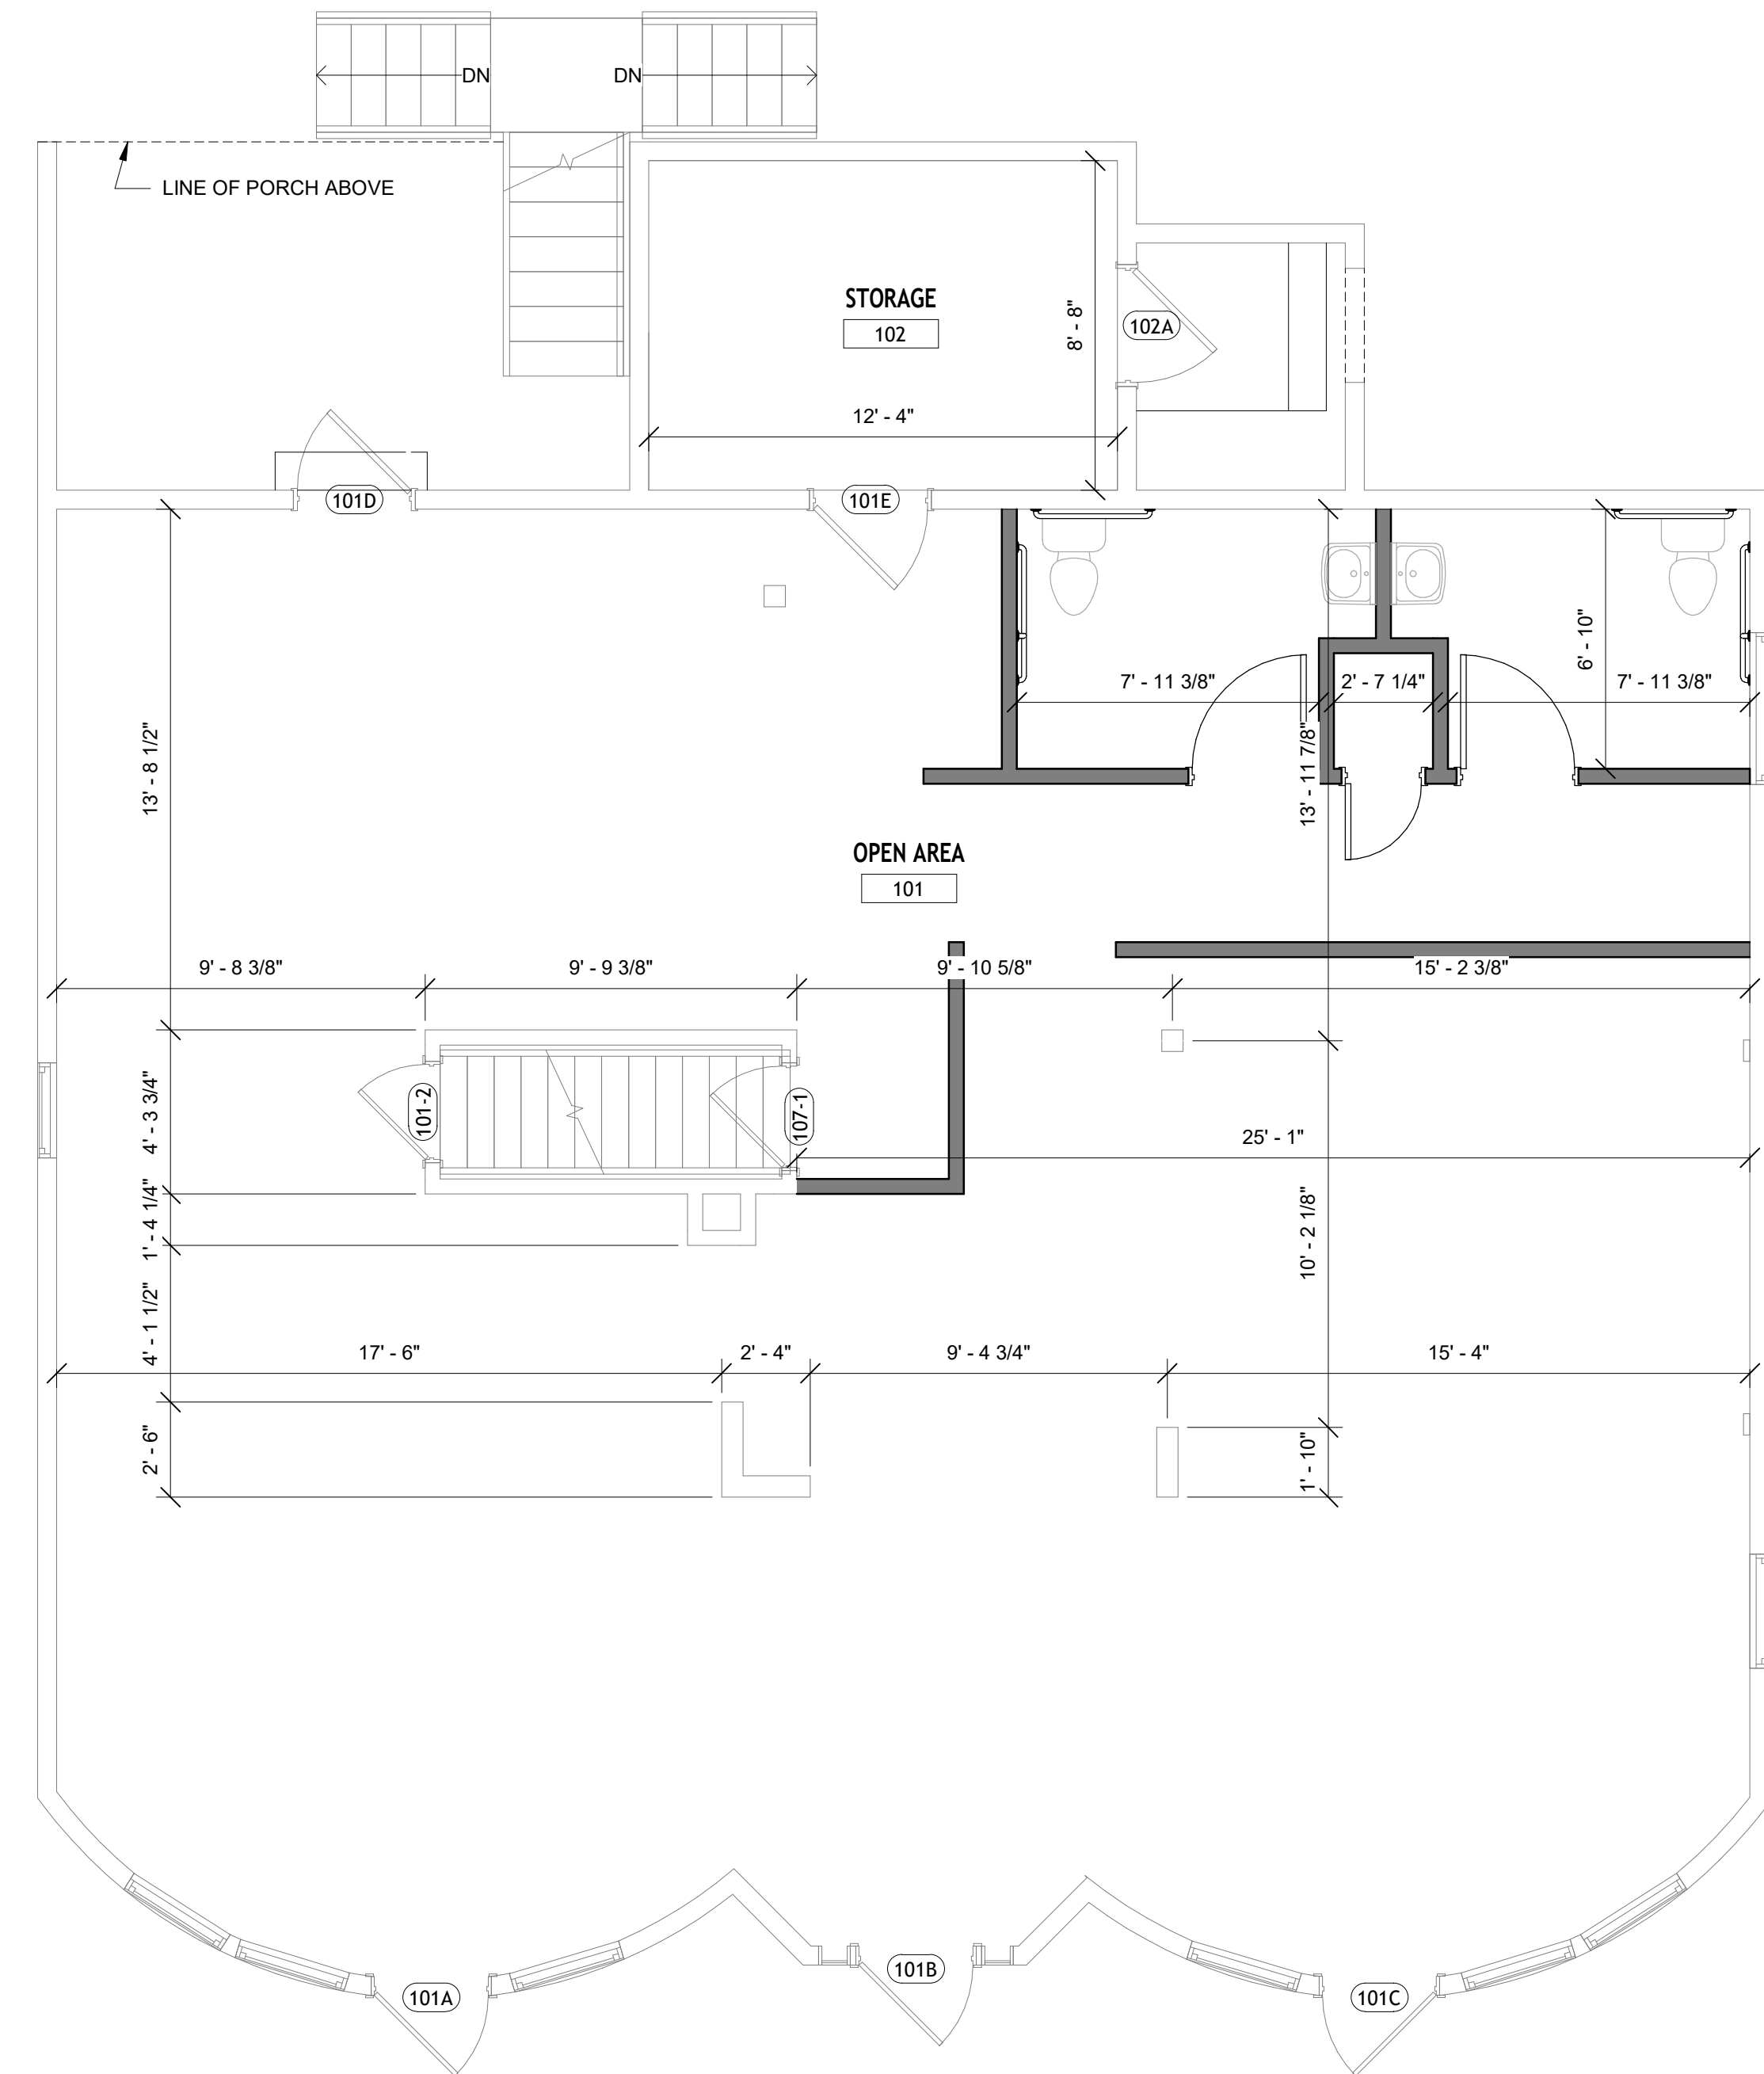 DN
DN
LINE OF PORCH ABOVE
STORAGE
102
8' - 8"
102A
12' - 4"
101D
101E
6' - 10"
7' - 11 3/8"
2' - 7 1/4"
7' - 11 3/8"
13' - 8 1/2"
13' - 11 7/8"
OPEN AREA
101
9' - 8 3/8"
9' - 9 3/8"
9' - 10 5/8"
15' - 2 3/8"
4' - 3 3/4"
101-2
107-1
25' - 1"
1' - 4 1/4"
10' - 2 1/8"
4' - 1 1/2"
17' - 6"
2' - 4"
9' - 4 3/4"
15' - 4"
2' - 6"
1' - 10"
101B
101A
101C